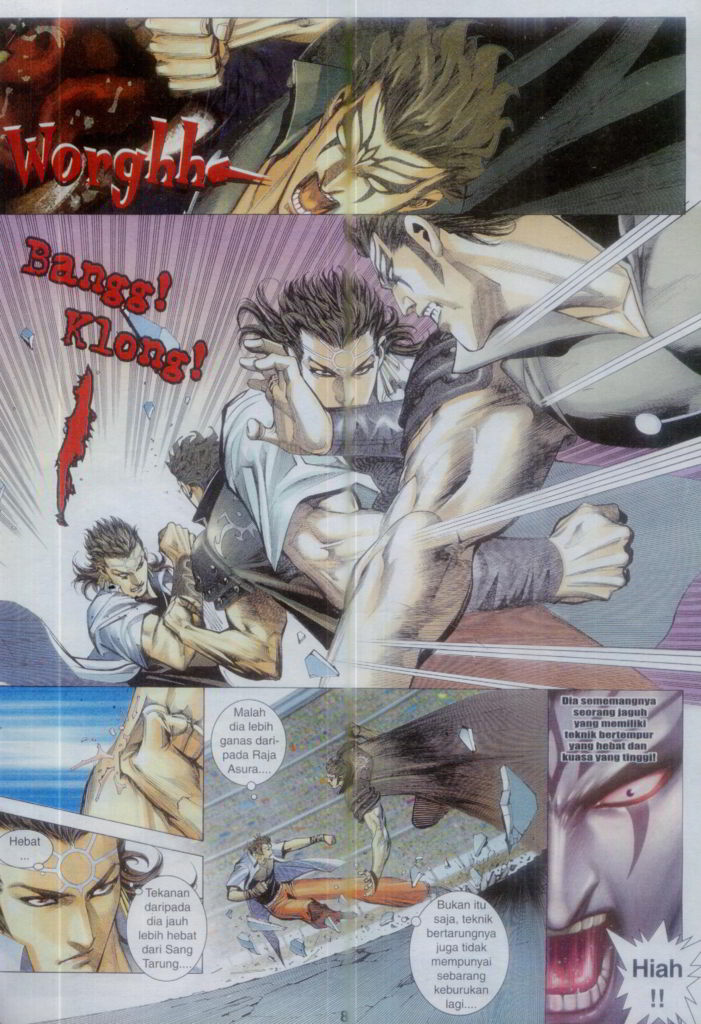 Worghh
Bangg!
Klong!
Malah
dia lebih
ganas dari-
pada Raja
Asura....
Dia sememangnya
seorang jaguh
yang memiliki
teknik bertempur
yang hebat dan
kuasa yang tinggi!
Hebat
...
Tekanan
daripada
dia jauh
lebih hebat
dari Sang
Tarung....
Bukan itu
saja, teknik
bertarungnya
juga tidak
mempunyai
sebarang
keburukan
lagi....
Hiah
!!
8